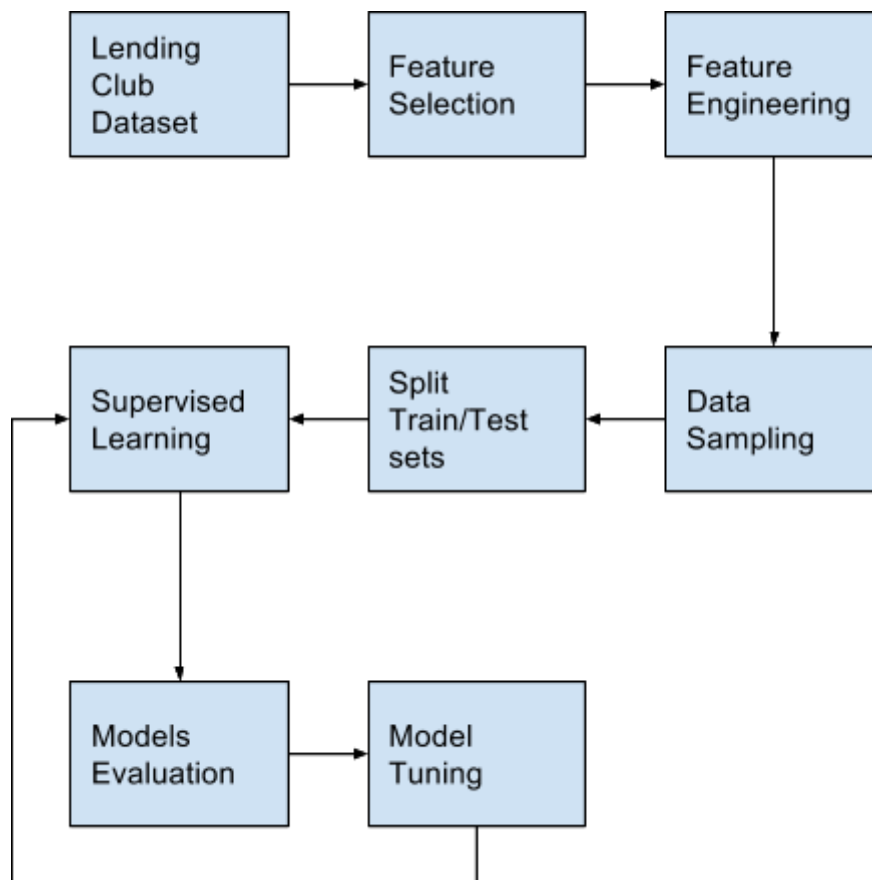 Lending
Club
Dataset
Feature
Selection
Feature
Engineering
Supervised
Learning
Split
Train/Test
sets
Data
Sampling
Models
Evaluation
Model
Tuning